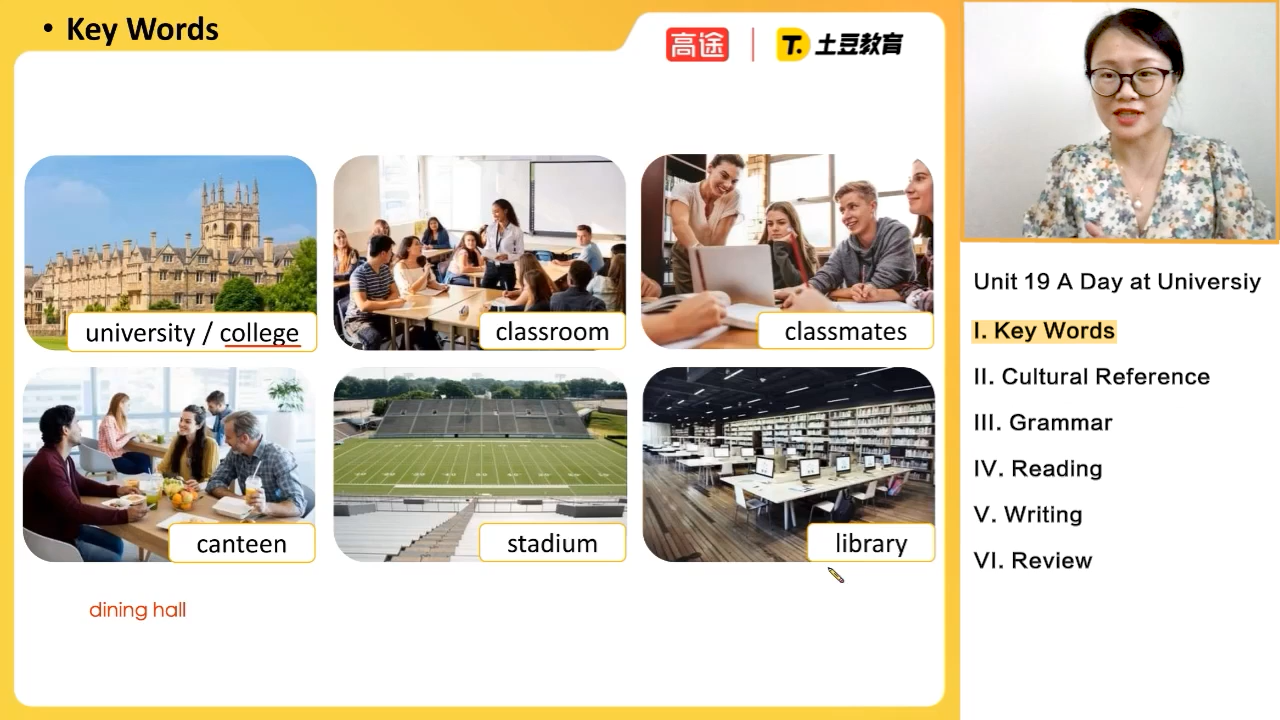 • Key Words
高途
T. 土豆教育
university / college
classroom
classmates
canteen
stadium
library
dining hall
Unit 19 A Day at Universiy
I. Key Words
II. Cultural Reference
III. Grammar
IV. Reading
V. Writing
VI. Review